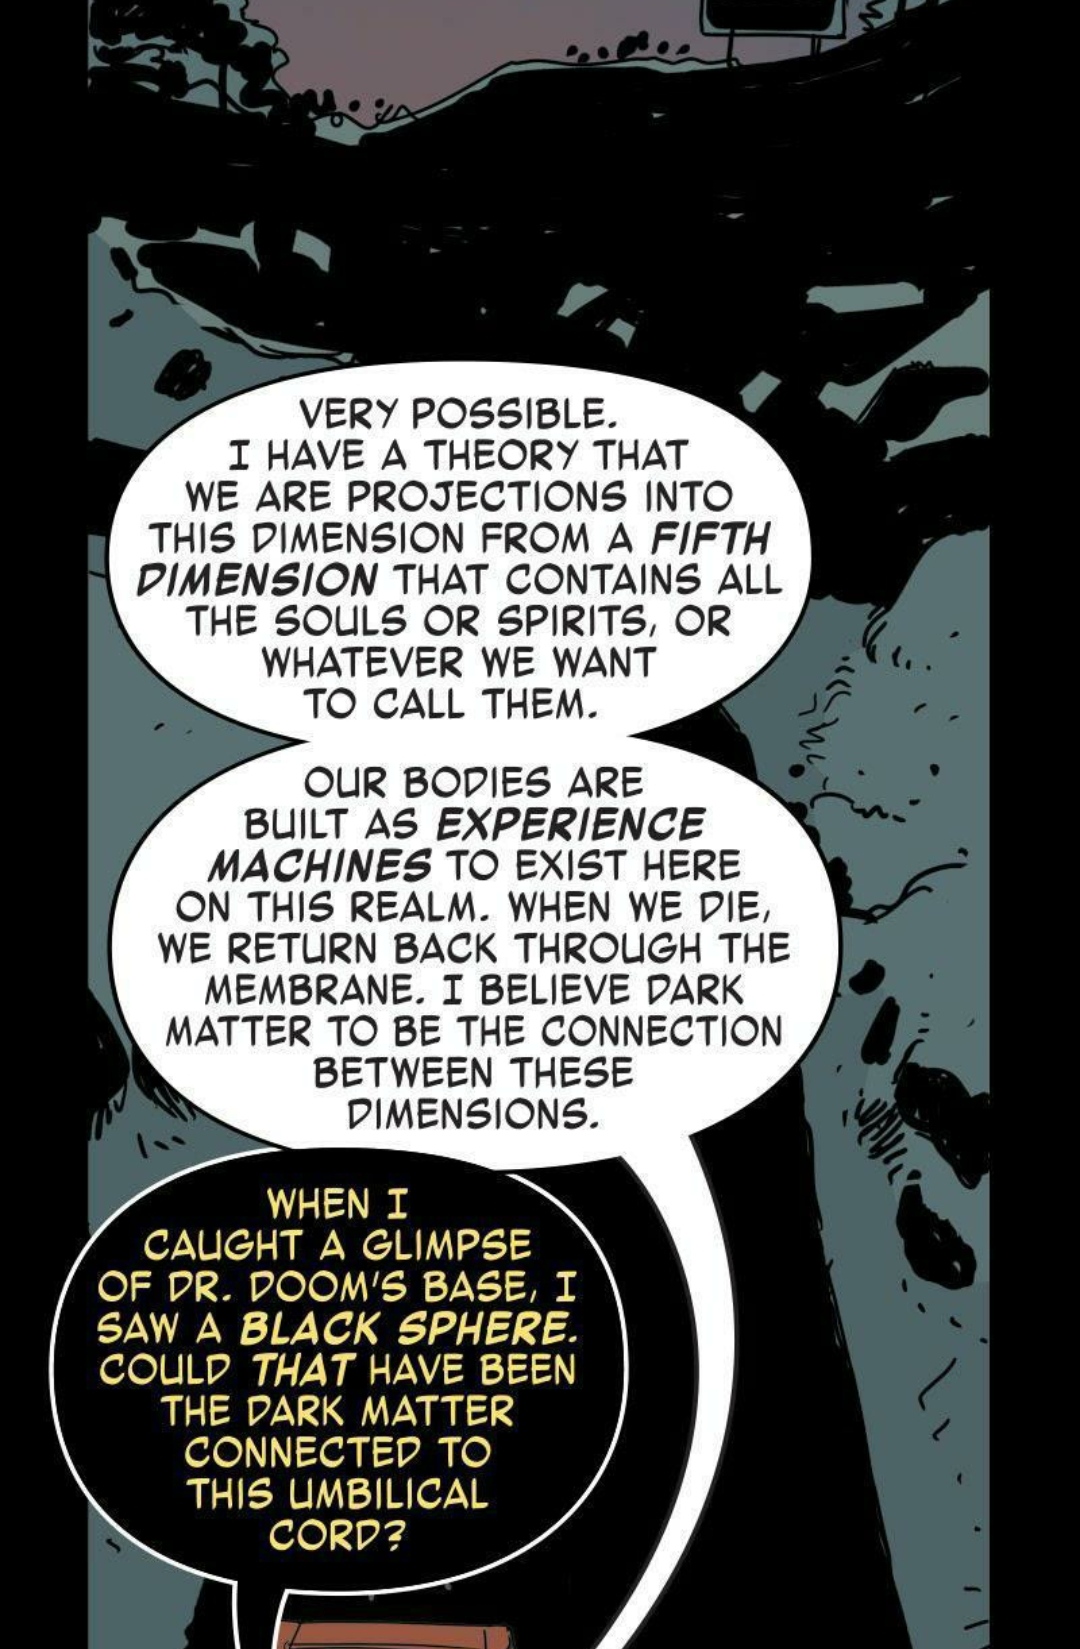 VERY POSSIBLE.
I HAVE A THEORY THAT
WE ARE PROJECTIONS INTO
THIS DIMENSION FROM A FIFTH
DIMENSION THAT CONTAINS ALL
THE SOULS OR SPIRITS, OR
WHATEVER WE WANT
TO CALL THEM.
OUR BODIES ARE
BUILT AS EXPERIENCE
MACHINES TO EXIST HERE
ON THIS REALM. WHEN WE DIE,
WE RETURN BACK THROUGH THE
MEMBRANE. I BELIEVE DARK
MATTER TO BE THE CONNECTION
BETWEEN THESE
DIMENSIONS.
WHEN I
CAUGHT A GLIMPSE
OF DR. DOOM'S BASE, I
SAW A BLACK SPHERE.
COULD THAT HAVE BEEN
THE DARK MATTER
CONNECTED TO
THIS UMBILICAL
CORD?